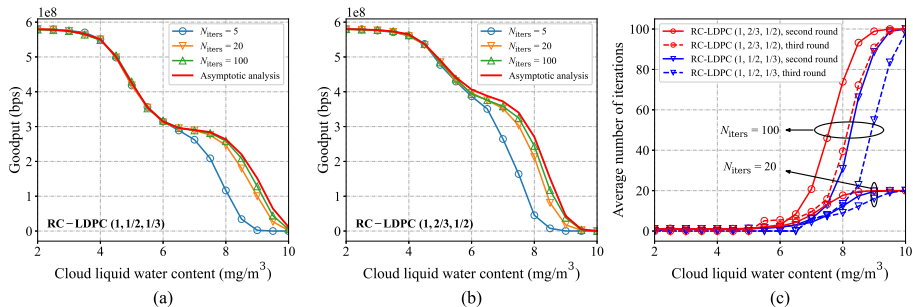 1e8
6
5
4
3
2
1
0
Goodput (bps)
N_iters = 5
N_iters = 20
N_iters = 100
Asymptotic analysis
RC−LDPC (1, 1/2, 1/3)
2 4 6 8 10
Cloud liquid water content (mg/m³)
(a)
1e8
6
5
4
3
2
1
0
Goodput (bps)
N_iters = 5
N_iters = 20
N_iters = 100
Asymptotic analysis
RC−LDPC (1, 2/3, 1/2)
2 4 6 8 10
Cloud liquid water content (mg/m³)
(b)
100
80
60
40
20
0
Average number of iterations
RC-LDPC (1, 2/3, 1/2), second round
RC-LDPC (1, 2/3, 1/2), third round
RC-LDPC (1, 1/2, 1/3), second round
RC-LDPC (1, 1/2, 1/3, third round
N_iters = 100
N_iters = 20
2 4 6 8 10
Cloud liquid water content (mg/m³)
(c)